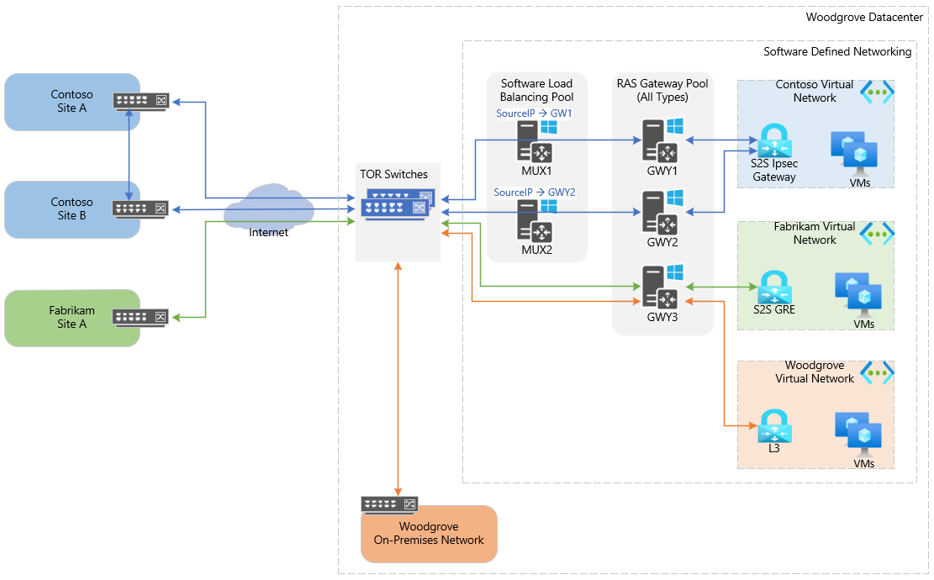 Woodgrove Datacenter
Software Defined Networking
Contoso
Site A
Contoso
Site B
Fabrikam
Site A
Internet
TOR Switches
Software Load
Balancing Pool
SourceIP → GW1
MUX1
SourceIP → GWY2
MUX2
RAS Gateway Pool
(All Types)
GWY1
GWY2
GWY3
Contoso Virtual
Network
S2S Ipsec
Gateway
VMs
Fabrikam Virtual
Network
S2S GRE
VMs
Woodgrove
Virtual Network
L3
VMs
Woodgrove
On-Premises Network